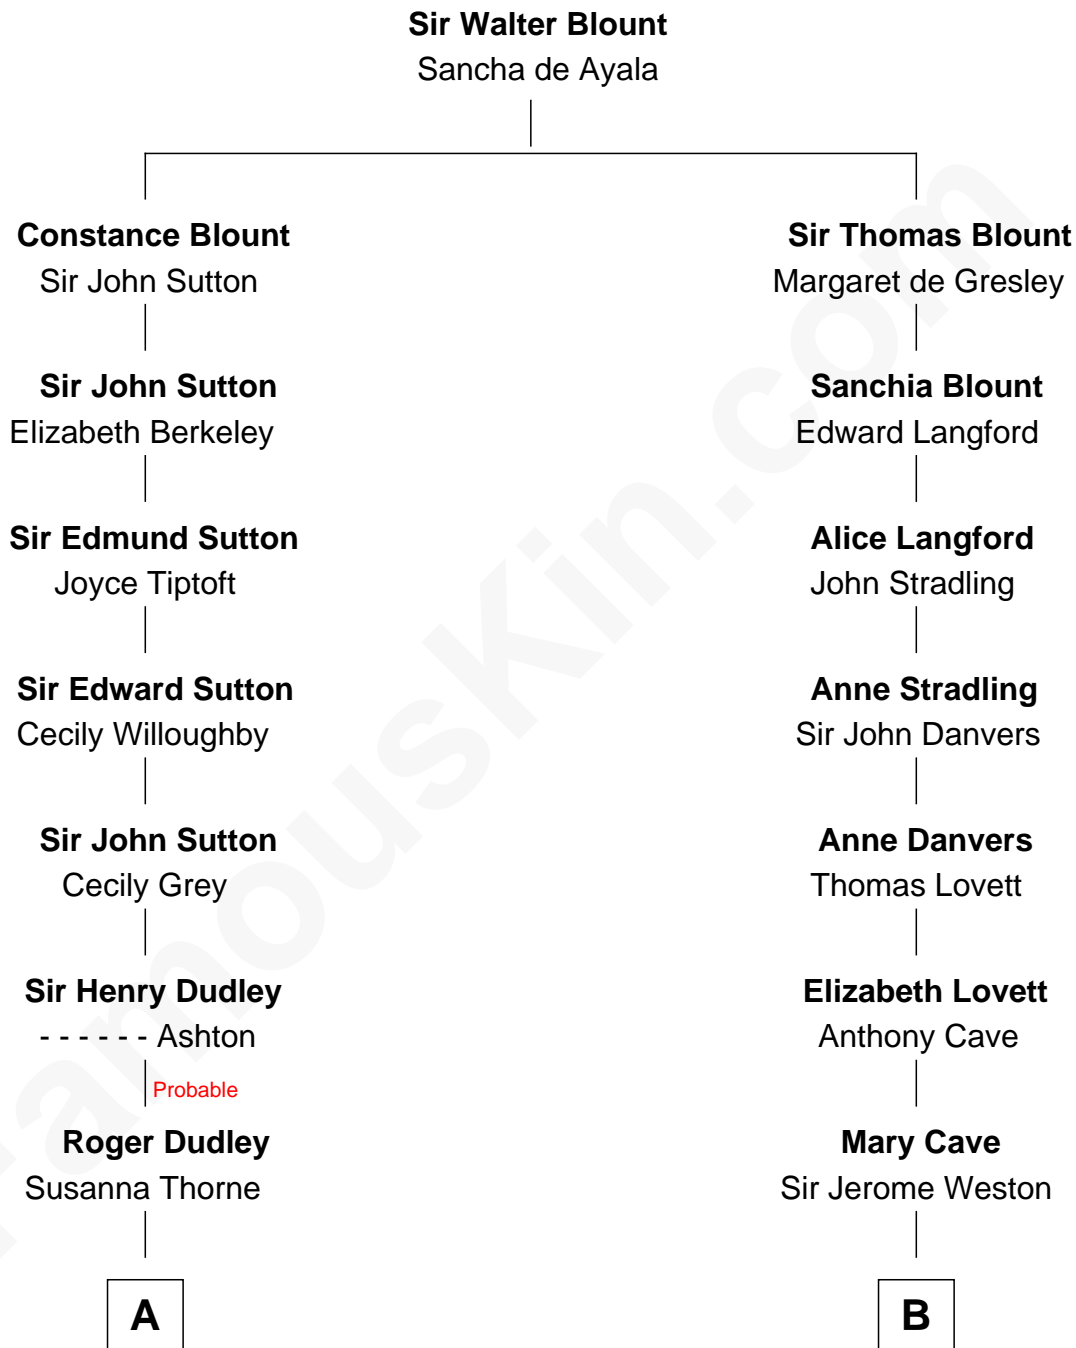 Sir Walter Blount
Sancha de Ayala
Constance Blount
Sir John Sutton
Sir Thomas Blount
Margaret de Gresley
Sir John Sutton
Elizabeth Berkeley
Sanchia Blount
Edward Langford
Sir Edmund Sutton
Joyce Tiptoft
Alice Langford
John Stradling
Sir Edward Sutton
Cecily Willoughby
Anne Stradling
Sir John Danvers
Sir John Sutton
Cecily Grey
Anne Danvers
Thomas Lovett
Sir Henry Dudley
- - - - - - Ashton
Elizabeth Lovett
Anthony Cave
Probable
Roger Dudley
Susanna Thorne
Mary Cave
Sir Jerome Weston
A
B
FamousKin.com